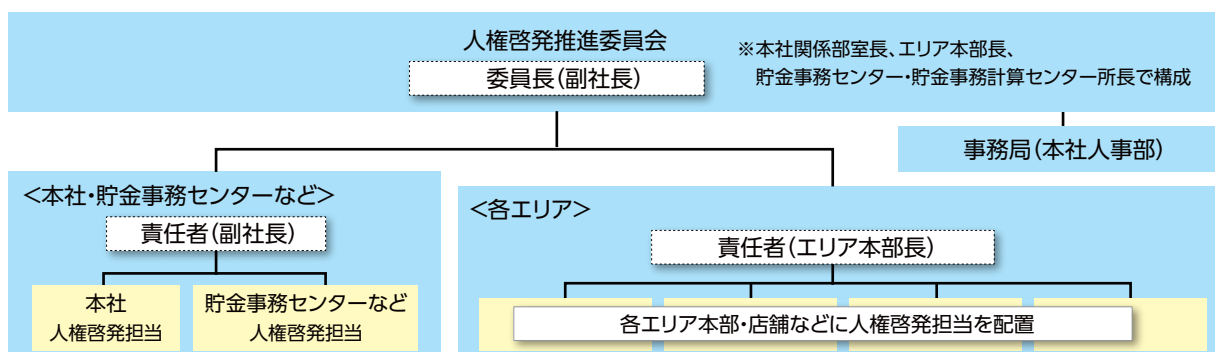 人権啓発推進委員会
委員長(副社長)
※本社関係部室長、エリア本部長、
貯金事務センター・貯金事務計算センター所長で構成
事務局(本社人事部)
<本社・貯金事務センターなど>
責任者(副社長)
本社
人権啓発担当
貯金事務センターなど
人権啓発担当
<各エリア>
責任者(エリア本部長)
各エリア本部・店舗などに人権啓発担当を配置